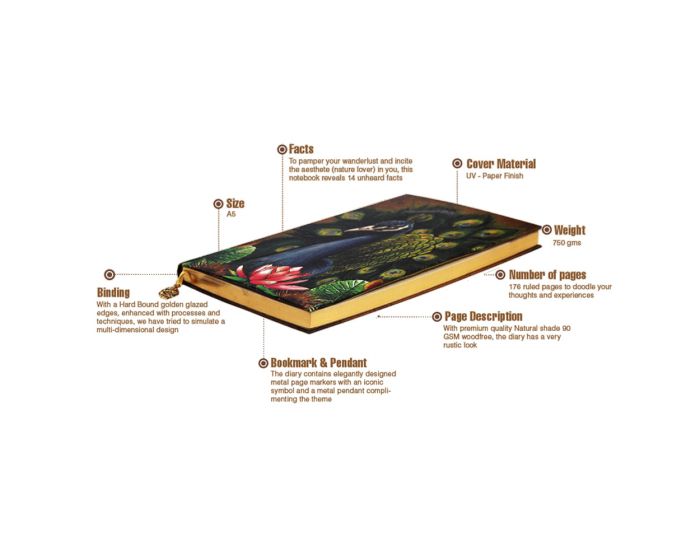 Facts
To pamper your wanderlust and incite
the aesthete (nature lover) in you, this
notebook reveals 14 unheard facts
Cover Material
UV - Paper Finish
Size
A5
Weight
750 gms
Number of pages
176 ruled pages to doodle your
thoughts and experiences
Binding
With a Hard Bound golden glazed
edges, enhanced with processes and
techniques, we have tried to simulate a
multi-dimensional design
Page Description
With premium quality Natural shade 90
GSM woodfree, the diary has a very
rustic look
Bookmark & Pendant
The diary contains elegantly designed
metal page markers with an iconic
symbol and a metal pendant compli-
menting the theme